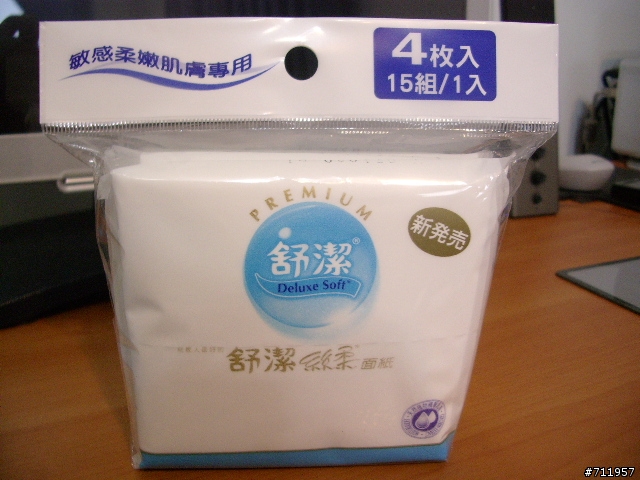 敏感柔嫩肌膚專用
4枚入
15組/1入
PREMIUM
舒潔®
Deluxe Soft®
新発売
舒潔絲柔®面紙
#711957